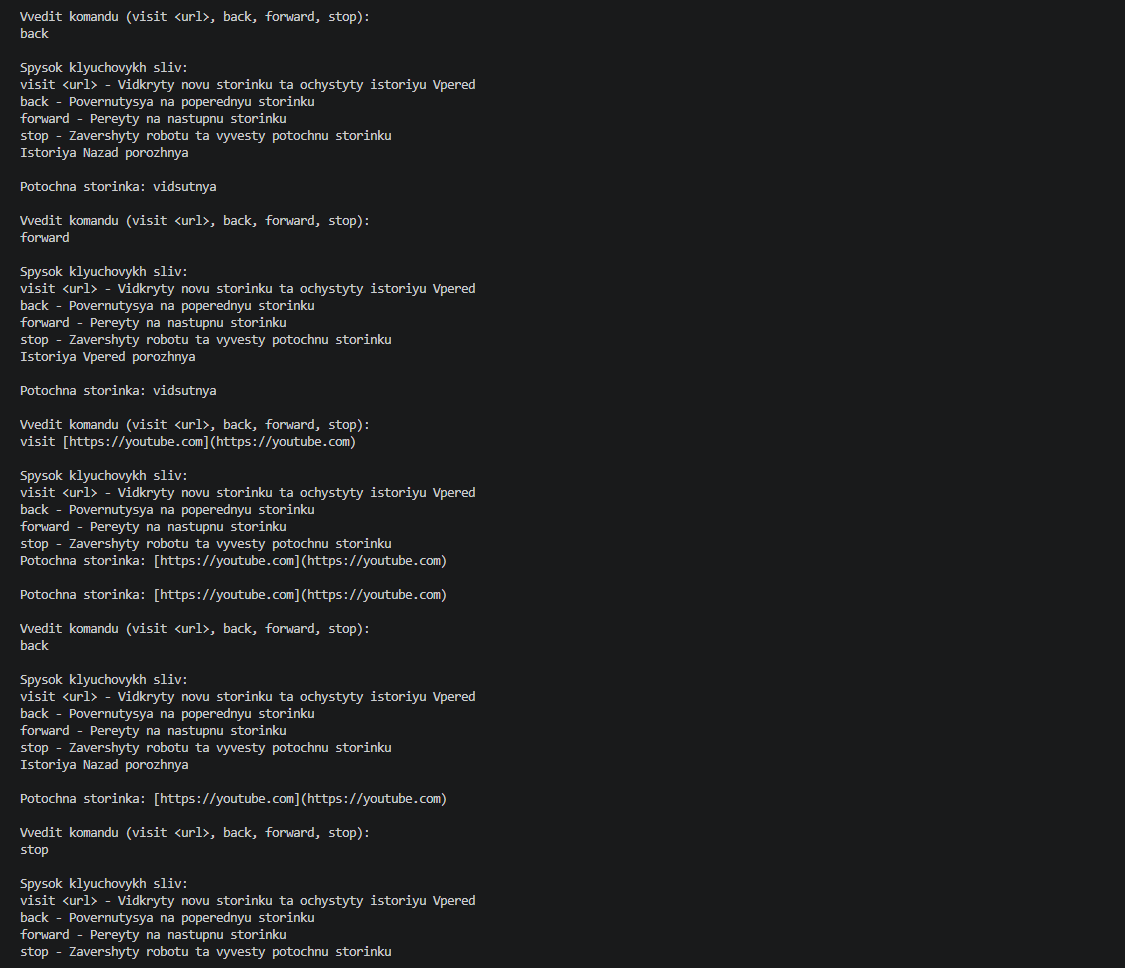 Vvedit komandu (visit <url>, back, forward, stop):
back
Spysok klyuchovykh sliv:
visit <url> - Vidkryty novu storinku ta ochystyty istoriyu Vpered
back - Povernutysya na poperednyu storinku
forward - Pereyty na nastupnu storinku
stop - Zavershyty robotu ta vyvesty potochnu storinku
Istoriya Nazad porozhnya
Potochna storinka: vidsutnya
Vvedit komandu (visit <url>, back, forward, stop):
forward
Spysok klyuchovykh sliv:
visit <url> - Vidkryty novu storinku ta ochystyty istoriyu Vpered
back - Povernutysya na poperednyu storinku
forward - Pereyty na nastupnu storinku
stop - Zavershyty robotu ta vyvesty potochnu storinku
Istoriya Vpered porozhnya
Potochna storinka: vidsutnya
Vvedit komandu (visit <url>, back, forward, stop):
visit [https://youtube.com](https://youtube.com)
Spysok klyuchovykh sliv:
visit <url> - Vidkryty novu storinku ta ochystyty istoriyu Vpered
back - Povernutysya na poperednyu storinku
forward - Pereyty na nastupnu storinku
stop - Zavershyty robotu ta vyvesty potochnu storinku
Potochna storinka: [https://youtube.com](https://youtube.com)
Potochna storinka: [https://youtube.com](https://youtube.com)
Vvedit komandu (visit <url>, back, forward, stop):
back
Spysok klyuchovykh sliv:
visit <url> - Vidkryty novu storinku ta ochystyty istoriyu Vpered
back - Povernutysya na poperednyu storinku
forward - Pereyty na nastupnu storinku
stop - Zavershyty robotu ta vyvesty potochnu storinku
Istoriya Nazad porozhnya
Potochna storinka: [https://youtube.com](https://youtube.com)
Vvedit komandu (visit <url>, back, forward, stop):
stop
Spysok klyuchovykh sliv:
visit <url> - Vidkryty novu storinku ta ochystyty istoriyu Vpered
back - Povernutysya na poperednyu storinku
forward - Pereyty na nastupnu storinku
stop - Zavershyty robotu ta vyvesty potochnu storinku